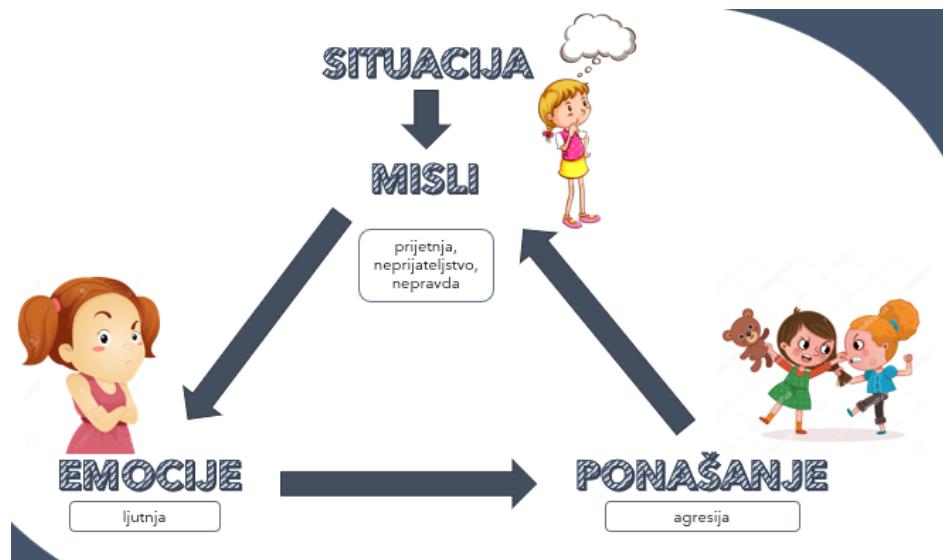 SITUACIJA
MISLI
prijetnja,
neprijateljstvo,
nepravda
EMOCIJE
ljutnja
PONAŠANJE
agresija